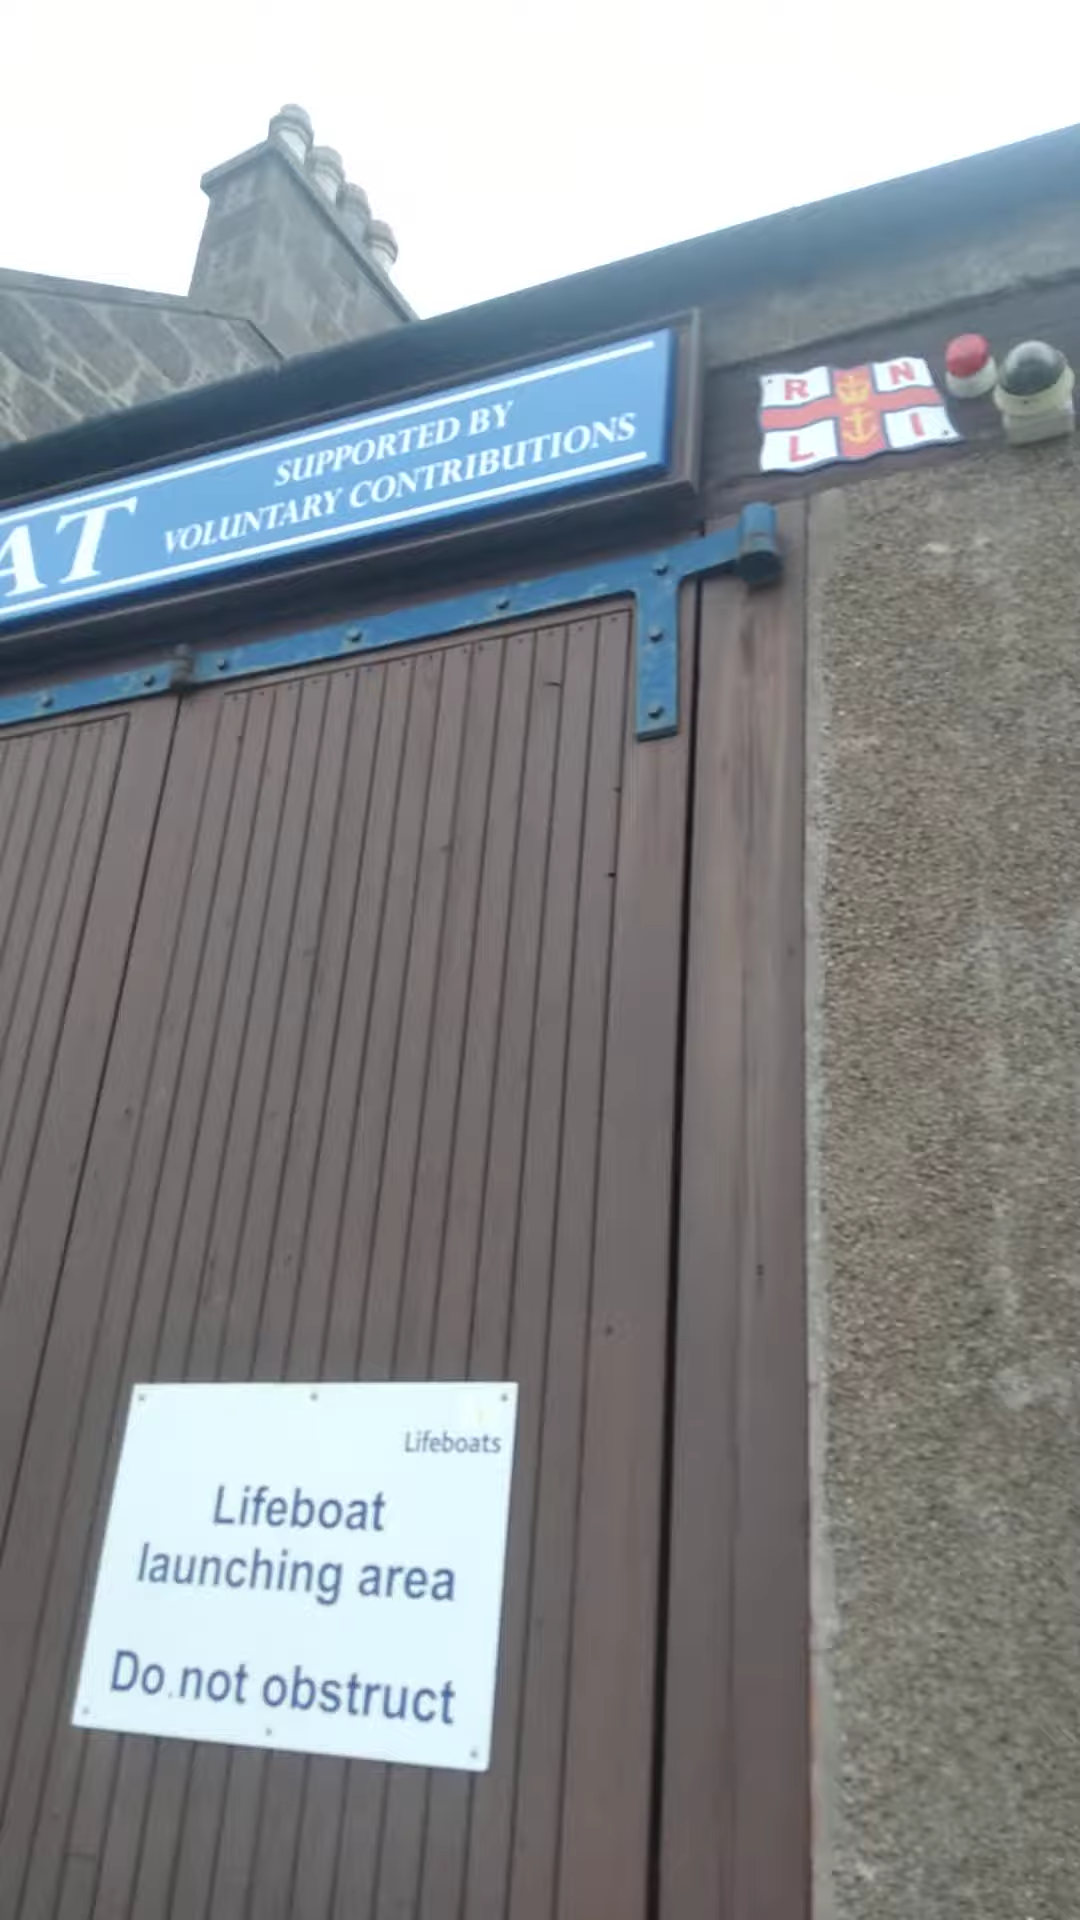 AT
SUPPORTED BY
VOLUNTARY CONTRIBUTIONS
R N
L I
Lifeboats
Lifeboat
launching area
Do not obstruct